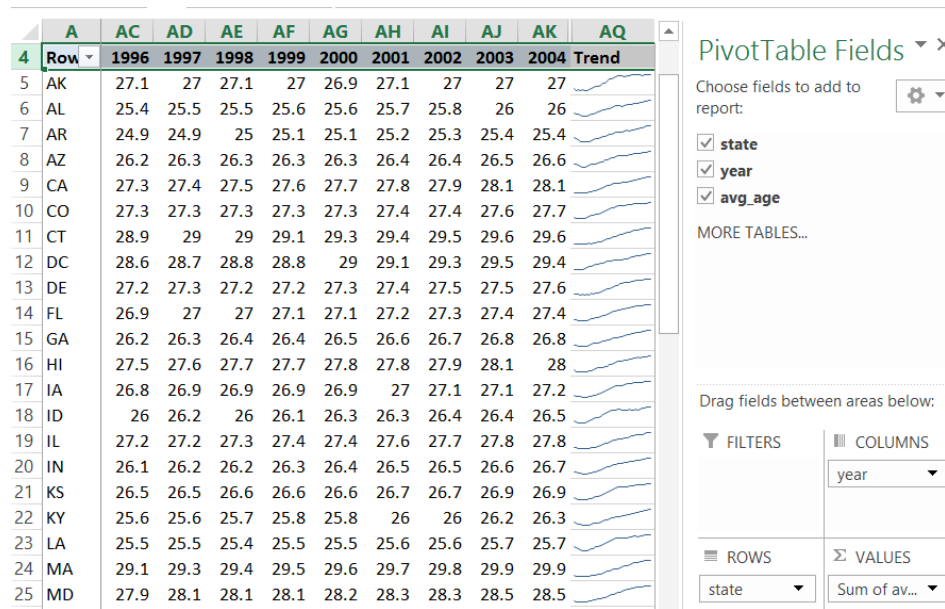 A AC AD AE AF AG AH AI AJ AK AQ
4 Row 1996 1997 1998 1999 2000 2001 2002 2003 2004 Trend
5 AK 27.1 27 27.1 27 26.9 27.1 27 27 27
6 AL 25.4 25.5 25.5 25.6 25.6 25.7 25.8 26 26
7 AR 24.9 24.9 25 25.1 25.1 25.2 25.3 25.4 25.4
8 AZ 26.2 26.3 26.3 26.3 26.3 26.4 26.4 26.5 26.6
9 CA 27.3 27.4 27.5 27.6 27.7 27.8 27.9 28.1 28.1
10 CO 27.3 27.3 27.3 27.3 27.3 27.4 27.4 27.6 27.7
11 CT 28.9 29 29 29.1 29.3 29.4 29.5 29.6 29.6
12 DC 28.6 28.7 28.8 28.8 29 29.1 29.3 29.5 29.4
13 DE 27.2 27.3 27.2 27.2 27.3 27.4 27.5 27.5 27.6
14 FL 26.9 27 27 27.1 27.1 27.2 27.3 27.4 27.4
15 GA 26.2 26.3 26.4 26.4 26.5 26.6 26.7 26.8 26.8
16 HI 27.5 27.6 27.7 27.7 27.8 27.8 27.9 28.1 28
17 IA 26.8 26.9 26.9 26.9 26.9 27 27.1 27.1 27.2
18 ID 26 26.2 26 26.1 26.3 26.3 26.4 26.4 26.5
19 IL 27.2 27.2 27.3 27.4 27.4 27.6 27.7 27.8 27.8
20 IN 26.1 26.2 26.2 26.3 26.4 26.5 26.5 26.6 26.7
21 KS 26.5 26.5 26.6 26.6 26.6 26.7 26.7 26.9 26.9
22 KY 25.6 25.6 25.7 25.8 25.8 26 26 26.2 26.3
23 LA 25.5 25.5 25.4 25.5 25.5 25.6 25.6 25.7 25.7
24 MA 29.1 29.3 29.4 29.5 29.6 29.7 29.8 29.9 29.9
25 MD 27.9 28.1 28.1 28.1 28.2 28.3 28.3 28.5 28.5
PivotTable Fields
Choose fields to add to
report:
state
year
avg_age
MORE TABLES...
Drag fields between areas below:
FILTERS
COLUMNS
year
ROWS
state
Σ VALUES
Sum of av...